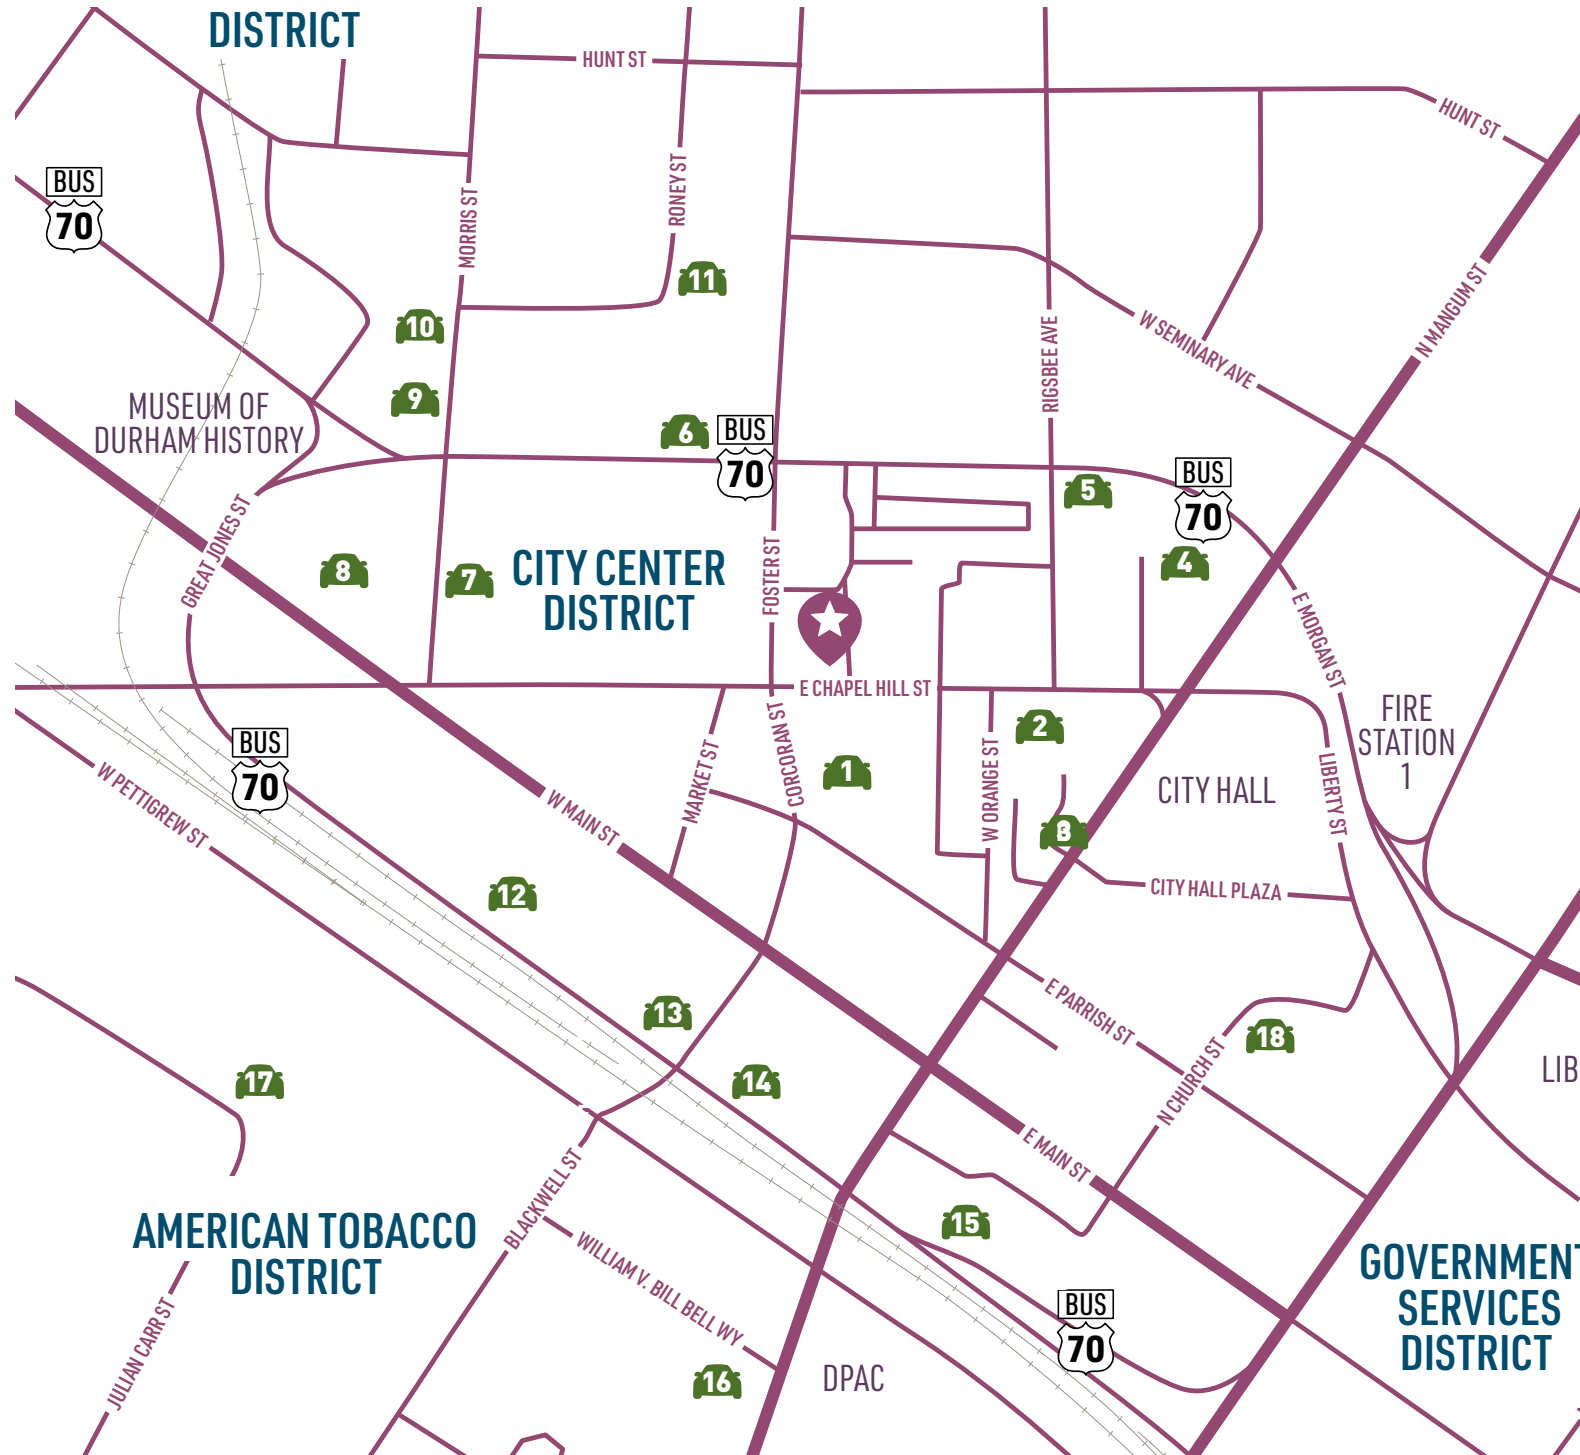 DISTRICT
HUNT ST
HUNT ST
BUS
70
MORRIS ST
RONEY ST
11
10
N MANGUM ST
W SEMINARY AVE
RIGSBEE AVE
9
MUSEUM OF
DURHAM HISTORY
6
BUS
70
BUS
70
5
GREAT JONES ST
8
7
CITY CENTER
DISTRICT
FOSTER ST
4
E MORGAN ST
E CHAPEL HILL ST
FIRE
STATION
1
BUS
70
MARKET ST
CORCORAN ST
1
W ORANGE ST
2
CITY HALL
LIBERTY ST
W PETTIGREW ST
W MAIN ST
CITY HALL PLAZA
12
13
E PARRISH ST
18
N CHURCH ST
LIB
17
14
E MAIN ST
BLACKWELL ST
AMERICAN TOBACCO
DISTRICT
15
WILLIAM V. BILL BELL WY
GOVERNMENT
SERVICES
DISTRICT
BUS
70
JULIAN CARR ST
16
DPAC